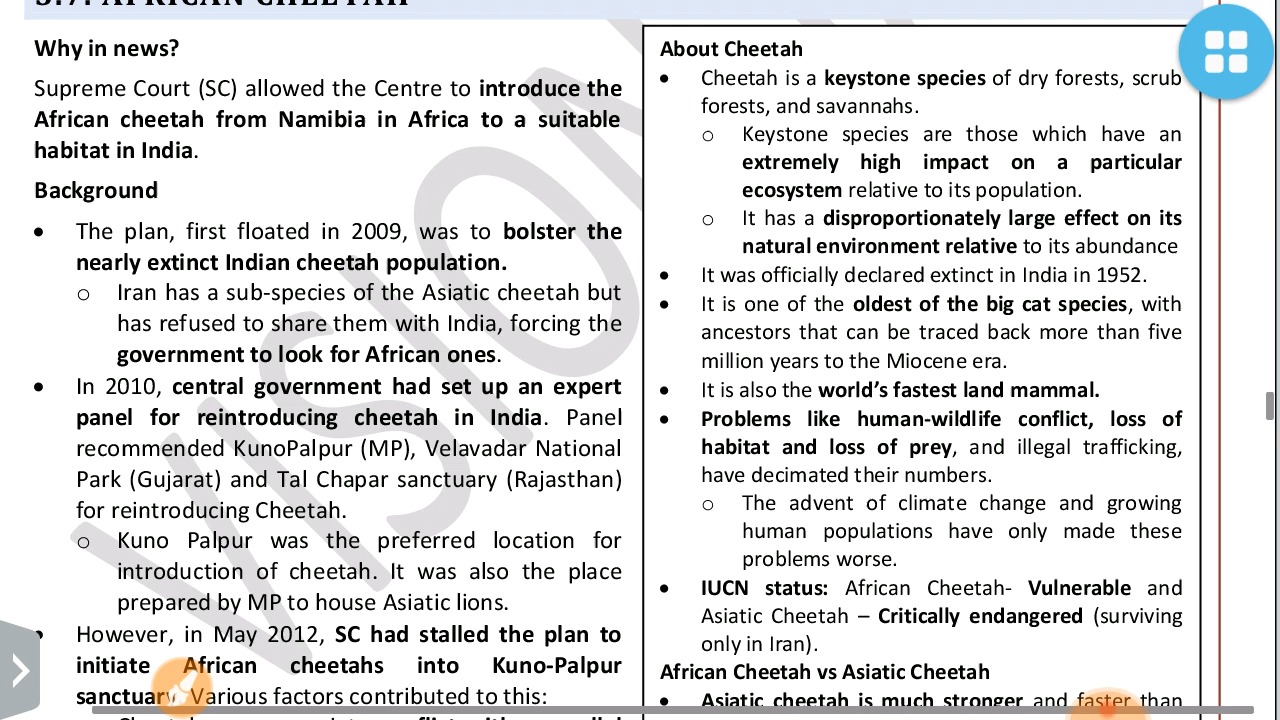 5.7. AFRICAN CHEETAH
Why in news?
Supreme Court (SC) allowed the Centre to introduce the
African cheetah from Namibia in Africa to a suitable
habitat in India.
Background
• The plan, first floated in 2009, was to bolster the
nearly extinct Indian cheetah population.
o Iran has a sub-species of the Asiatic cheetah but
has refused to share them with India, forcing the
government to look for African ones.
• In 2010, central government had set up an expert
panel for reintroducing cheetah in India. Panel
recommended KunoPalpur (MP), Velavadar National
Park (Gujarat) and Tal Chapar sanctuary (Rajasthan)
for reintroducing Cheetah.
o Kuno Palpur was the preferred location for
introduction of cheetah. It was also the place
prepared by MP to house Asiatic lions.
• However, in May 2012, SC had stalled the plan to
initiate African cheetahs into Kuno-Palpur
sanctuary. Various factors contributed to this:
About Cheetah
• Cheetah is a keystone species of dry forests, scrub
forests, and savannahs.
o Keystone species are those which have an
extremely high impact on a particular
ecosystem relative to its population.
o It has a disproportionately large effect on its
natural environment relative to its abundance
• It was officially declared extinct in India in 1952.
• It is one of the oldest of the big cat species, with
ancestors that can be traced back more than five
million years to the Miocene era.
• It is also the world's fastest land mammal.
• Problems like human-wildlife conflict, loss of
habitat and loss of prey, and illegal trafficking,
have decimated their numbers.
o The advent of climate change and growing
human populations have only made these
problems worse.
• IUCN status: African Cheetah- Vulnerable and
Asiatic Cheetah – Critically endangered (surviving
only in Iran).
African Cheetah vs Asiatic Cheetah
• Asiatic cheetah is much stronger and faster than
VISION